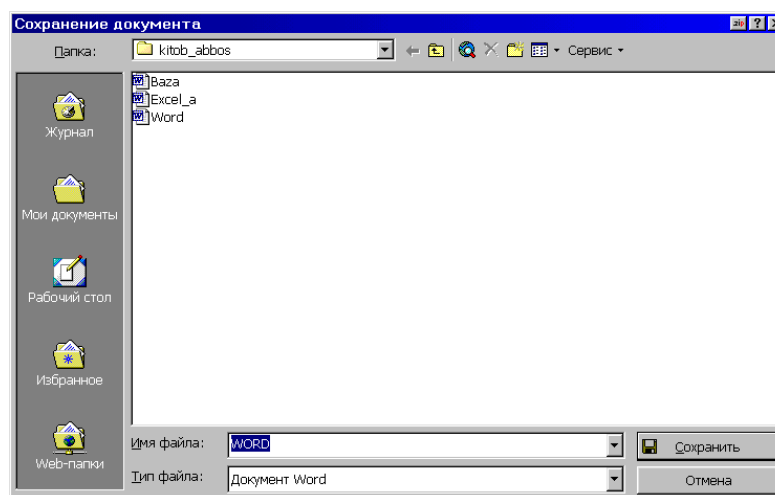 Сохранение документа
zip ?
Папка: kitob_abbos Сервис
Baza
Excel_a
Word
Журнал
Мои документы
Рабочий стол
Избранное
Web-папки
Имя файла: WORD Сохранить
Тип файла: Документ Word Отмена